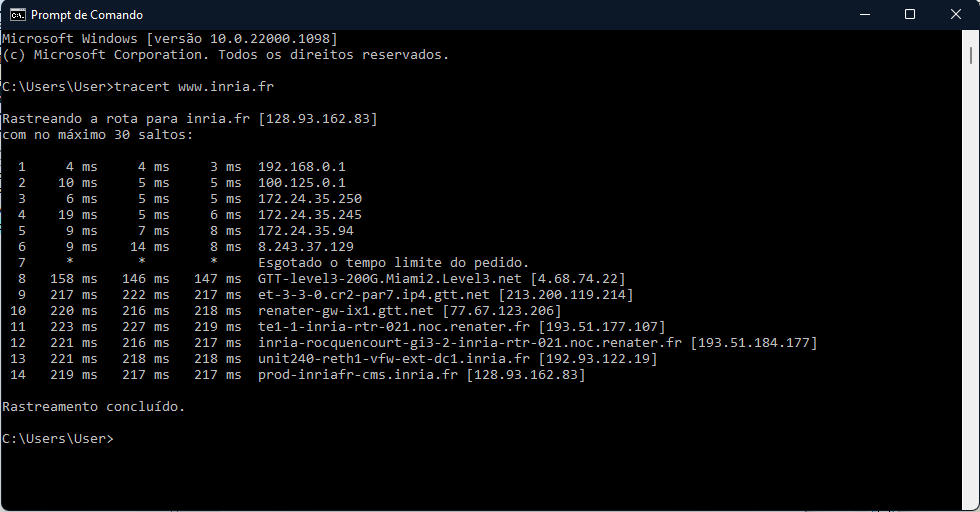 Prompt de Comando
Microsoft Windows [versão 10.0.22000.1098]
(c) Microsoft Corporation. Todos os direitos reservados.
C:\Users\User>tracert www.inria.fr
Rastreando a rota para inria.fr [128.93.162.83]
com no máximo 30 saltos:
1 4 ms 4 ms 3 ms 192.168.0.1
2 10 ms 5 ms 5 ms 100.125.0.1
3 6 ms 5 ms 5 ms 172.24.35.250
4 19 ms 5 ms 6 ms 172.24.35.245
5 9 ms 7 ms 8 ms 172.24.35.94
6 9 ms 14 ms 8 ms 8.243.37.129
7 * * * Esgotado o tempo limite do pedido.
8 158 ms 146 ms 147 ms GTT-level3-200G.Miami2.Level3.net [4.68.74.22]
9 217 ms 222 ms 217 ms et-3-3-0.cr2-par7.ip4.gtt.net [213.200.119.214]
10 220 ms 216 ms 218 ms renater-gw-ix1.gtt.net [77.67.123.206]
11 223 ms 227 ms 219 ms te1-1-inria-rtr-021.noc.renater.fr [193.51.177.107]
12 221 ms 216 ms 217 ms inria-rocquencourt-gi3-2-inria-rtr-021.noc.renater.fr [193.51.184.177]
13 221 ms 218 ms 218 ms unit240-reth1-vfw-ext-dc1.inria.fr [192.93.122.19]
14 219 ms 217 ms 217 ms prod-inriafr-cms.inria.fr [128.93.162.83]
Rastreamento concluído.
C:\Users\User>